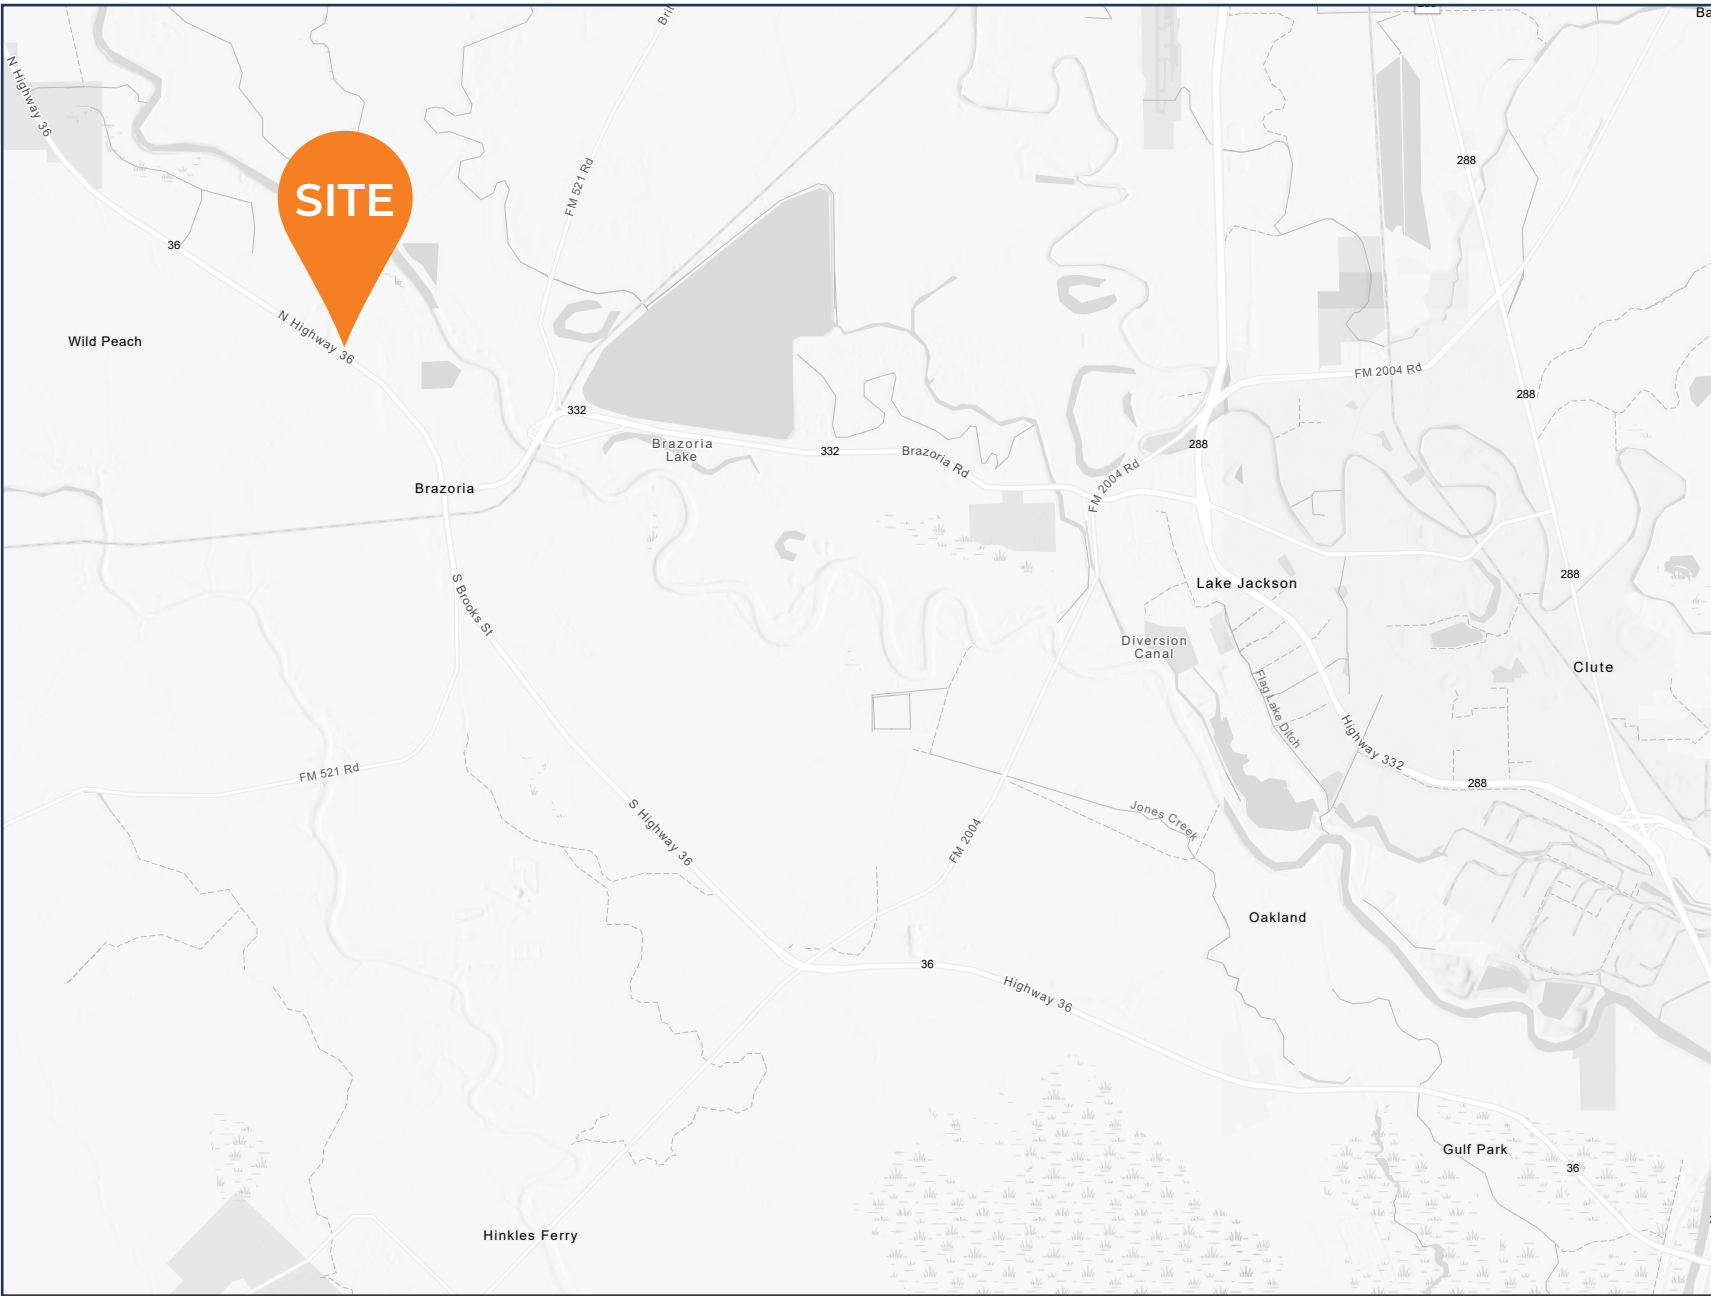 N Highway 36
SITE
36
N Highway 36
Wild Peach
FM 521 Rd
332
Brazoria
Lake
332
Brazoria Rd
Brazoria
FM 2004 Rd
288
FM 2004 Rd
288
288
288
Lake Jackson
S Brooks St
Diversion
Canal
Flag Lake Ditch
Clute
Highway 332
288
FM 521 Rd
S Highway 36
Jones Creek
FM 2004
Oakland
36
Highway 36
Gulf Park
36
Hinkles Ferry